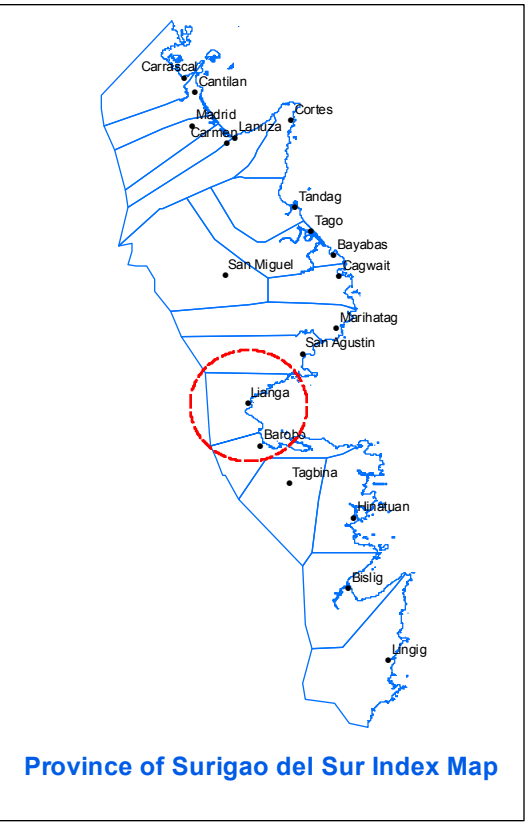 Carrascal
Cantilan
Madrid
Cortes
Lanuza
Carmen
Tandag
Tago
Bayabas
San Miguel
Cagwait
Marihatag
San Agustin
Lianga
Barobo
Tagbina
Hinatuan
Bislig
Lingig
Province of Surigao del Sur Index Map